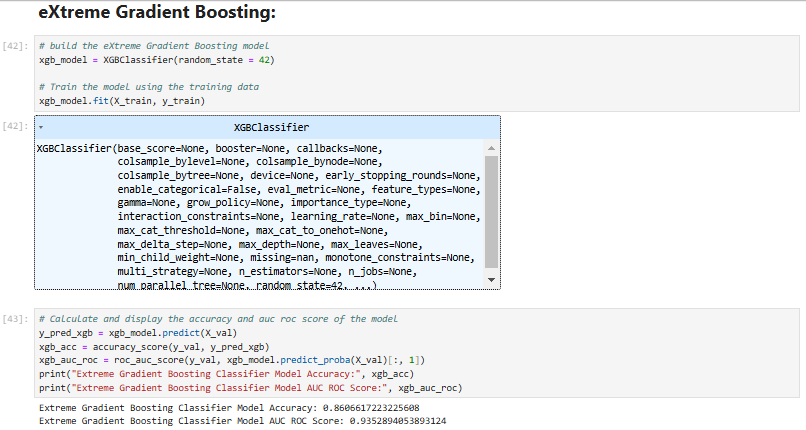 eXtreme Gradient Boosting:
[42]: # build the eXtreme Gradient Boosting model
xgb_model = XGBClassifier(random_state = 42)
# Train the model using the training data
xgb_model.fit(X_train, y_train)
[42]: XGBClassifier
XGBClassifier(base_score=None, booster=None, callbacks=None,
colsample_bylevel=None, colsample_bynode=None,
colsample_bytree=None, device=None, early_stopping_rounds=None,
enable_categorical=False, eval_metric=None, feature_types=None,
gamma=None, grow_policy=None, importance_type=None,
interaction_constraints=None, learning_rate=None, max_bin=None,
max_cat_threshold=None, max_cat_to_onehot=None,
max_delta_step=None, max_depth=None, max_leaves=None,
min_child_weight=None, missing=nan, monotone_constraints=None,
multi_strategy=None, n_estimators=None, n_jobs=None,
num_parallel_tree=None, random_state=42, ...)
[43]: # Calculate and display the accuracy and auc roc score of the model
y_pred_xgb = xgb_model.predict(X_val)
xgb_acc = accuracy_score(y_val, y_pred_xgb)
xgb_auc_roc = roc_auc_score(y_val, xgb_model.predict_proba(X_val)[:, 1])
print("Extreme Gradient Boosting Classifier Model Accuracy:", xgb_acc)
print("Extreme Gradient Boosting Classifier Model AUC ROC Score:", xgb_auc_roc)
Extreme Gradient Boosting Classifier Model Accuracy: 0.8606617223225608
Extreme Gradient Boosting Classifier Model AUC ROC Score: 0.9352894053893124